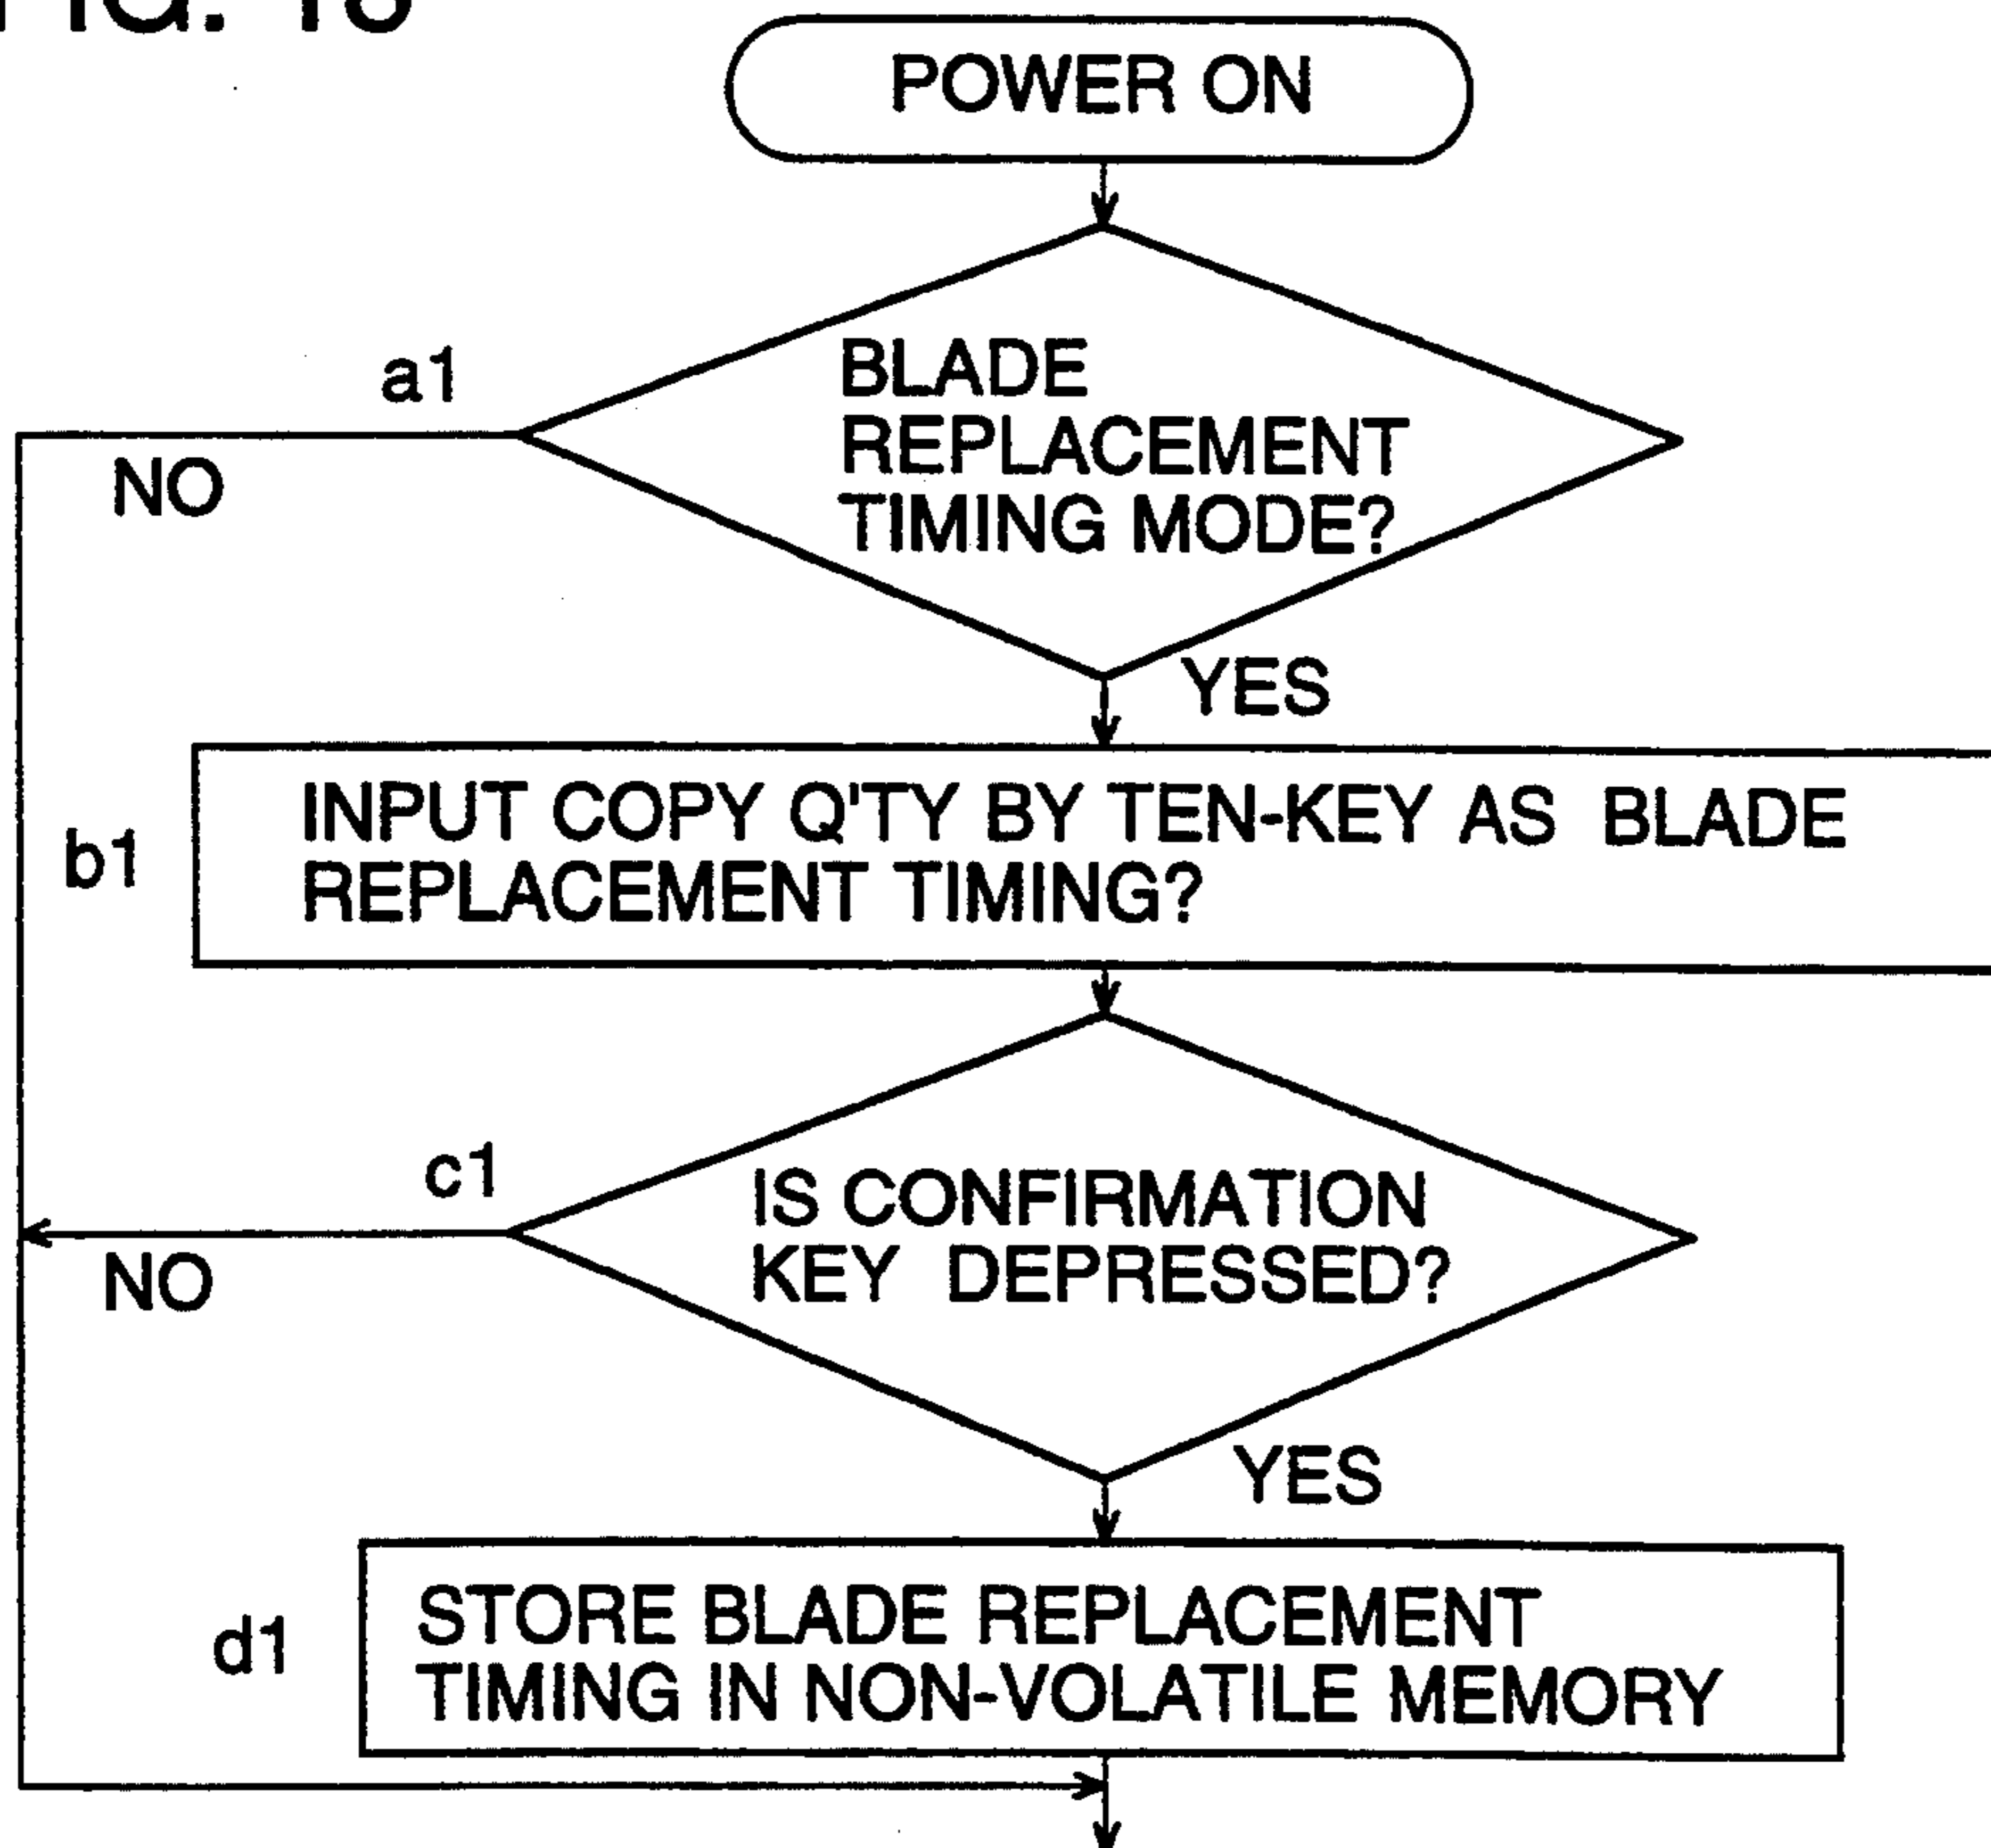 POWER ON
a1
BLADE
REPLACEMENT
TIMING MODE?
NO
YES
b1
INPUT COPY Q'TY BY TEN-KEY AS BLADE
REPLACEMENT TIMING?
c1
IS CONFIRMATION
KEY DEPRESSED?
NO
YES
d1
STORE BLADE REPLACEMENT
TIMING IN NON-VOLATILE MEMORY